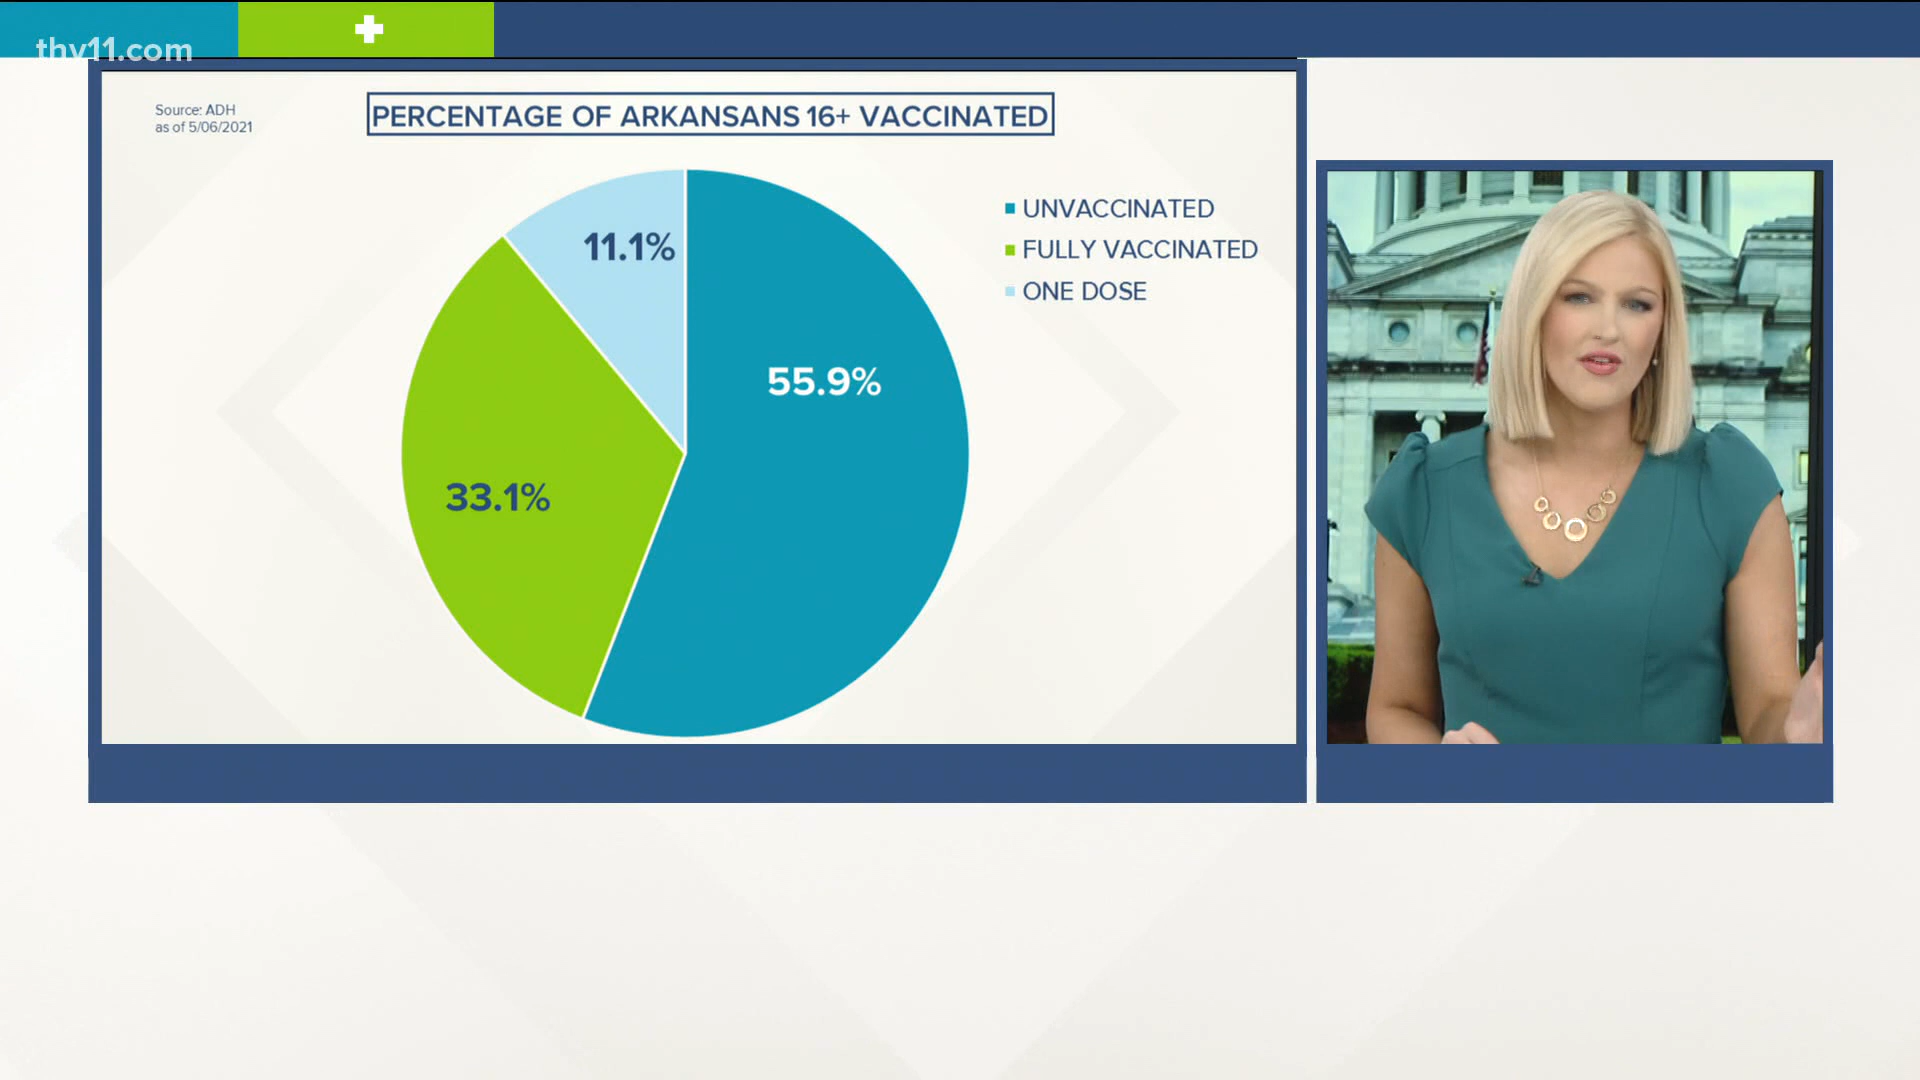 thv11.com
Source: ADH
as of 5/06/2021
PERCENTAGE OF ARKANSANS 16+ VACCINATED
UNVACCINATED
FULLY VACCINATED
ONE DOSE
11.1%
55.9%
33.1%